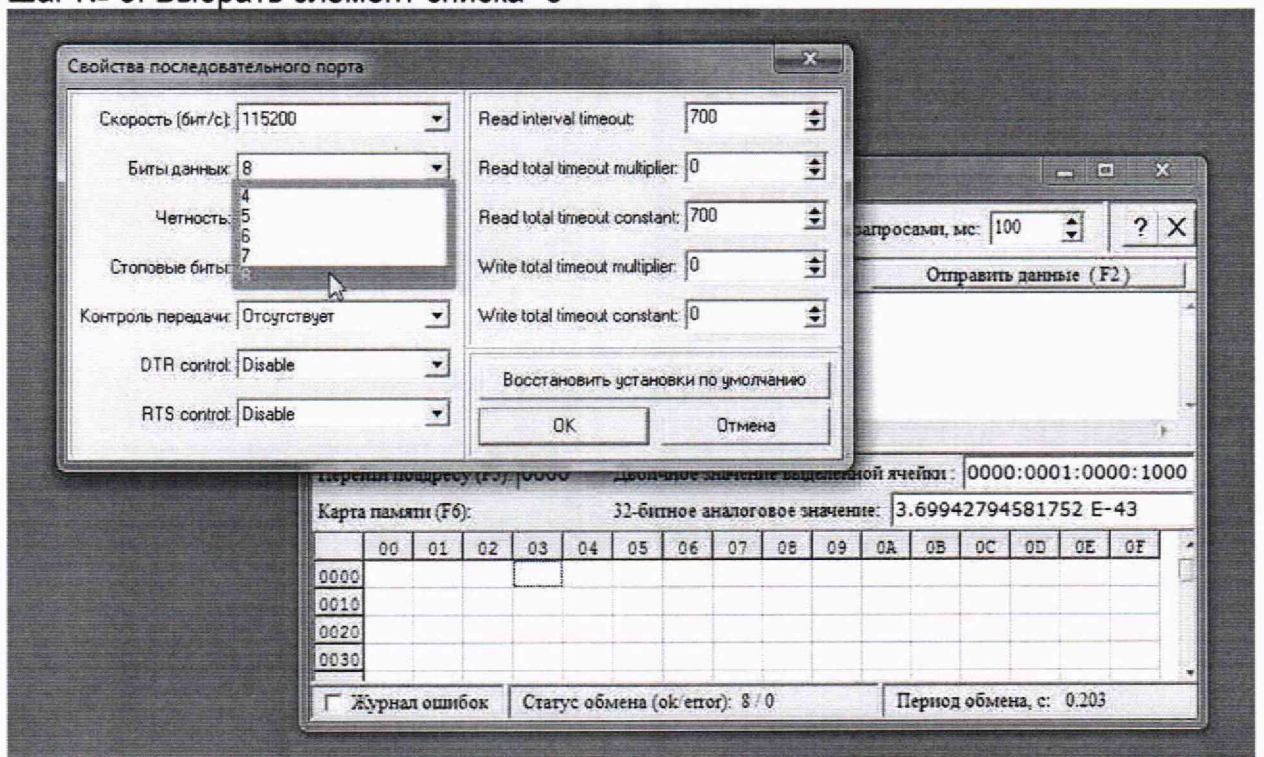 Свойства последовательного порта
Скорость (бит/с): 115200
Биты данных: 8
4
5
6
7
8
Четность:
Стоповые биты:
Контроль передачи: Отсутствует
DTR control: Disable
RTS control: Disable
Read interval timeout: 700
Read total timeout multiplier: 0
Read total timeout constant: 700
Write total timeout multiplier: 0
Write total timeout constant: 0
Восстановить установки по умолчанию
OK Отмена
запросами, мс: 100 ? X
Отправить данные (F2)
ячейки: 0000:0001:0000:1000
Карта памяти (F6): 32-битное аналоговое значение: 3.69942794581752 E-43
00 01 02 03 04 05 06 07 08 09 0A 0B 0C 0D 0E 0F
0000
0010
0020
0030
Журнал ошибок Статус обмена (ok/error): 8 / 0 Период обмена, с: 0.203